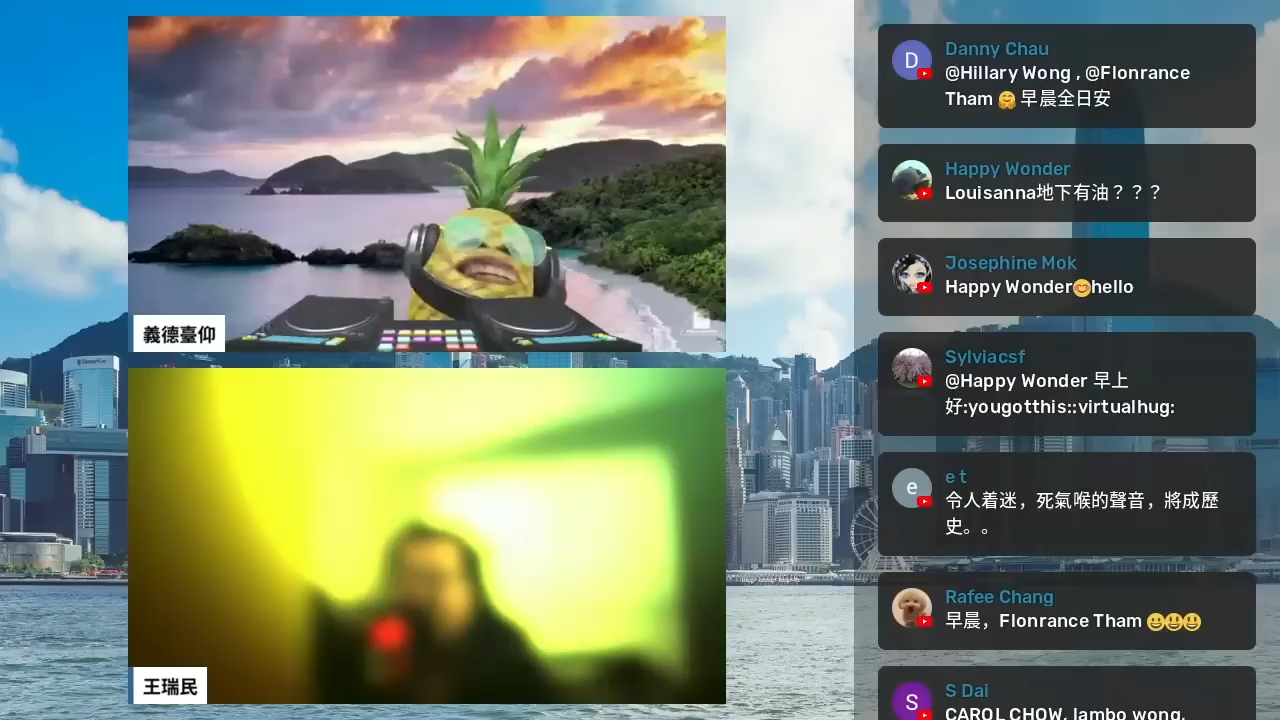 義德臺仰
王瑞民
D
Danny Chau
@Hillary Wong , @Flonrance
Tham 🤗 早晨全日安
Happy Wonder
Louisanna地下有油？？？
Josephine Mok
Happy Wonder😊hello
Sylviacsf
@Happy Wonder 早上
好:yougotthis::virtualhug:
e
e t
令人着迷，死氣喉的聲音，將成歷
史。。
Rafee Chang
早晨，Flonrance Tham 😃😃😃
S
S Dai
CAROL CHOW, lambo wong,